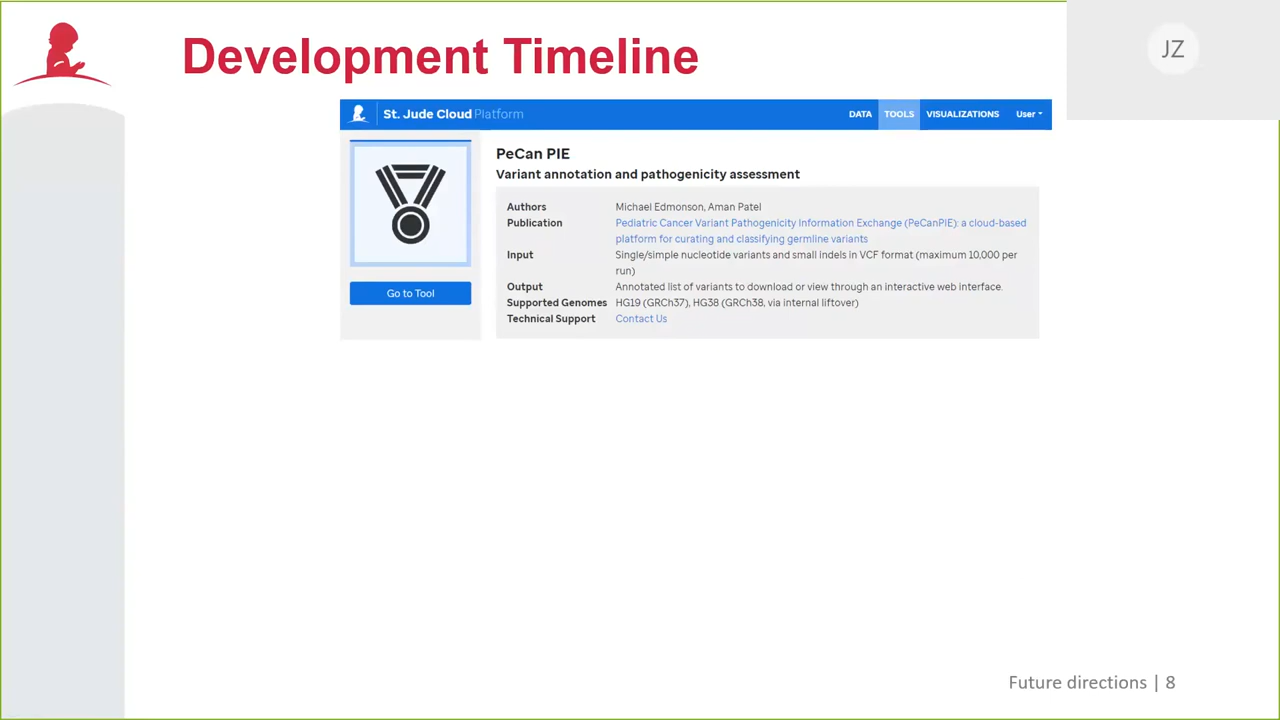 Development Timeline
JZ
St. Jude Cloud Platform
DATA TOOLS VISUALIZATIONS User
PeCan PIE
Variant annotation and pathogenicity assessment
Authors Michael Edmonson, Aman Patel
Publication Pediatric Cancer Variant Pathogenicity Information Exchange (PeCanPIE): a cloud-based
platform for curating and classifying germline variants
Input Single/simple nucleotide variants and small indels in VCF format (maximum 10,000 per
run)
Output Annotated list of variants to download or view through an interactive web interface.
Supported Genomes HG19 (GRCh37), HG38 (GRCh38, via internal liftover)
Technical Support Contact Us
Go to Tool
Future directions | 8